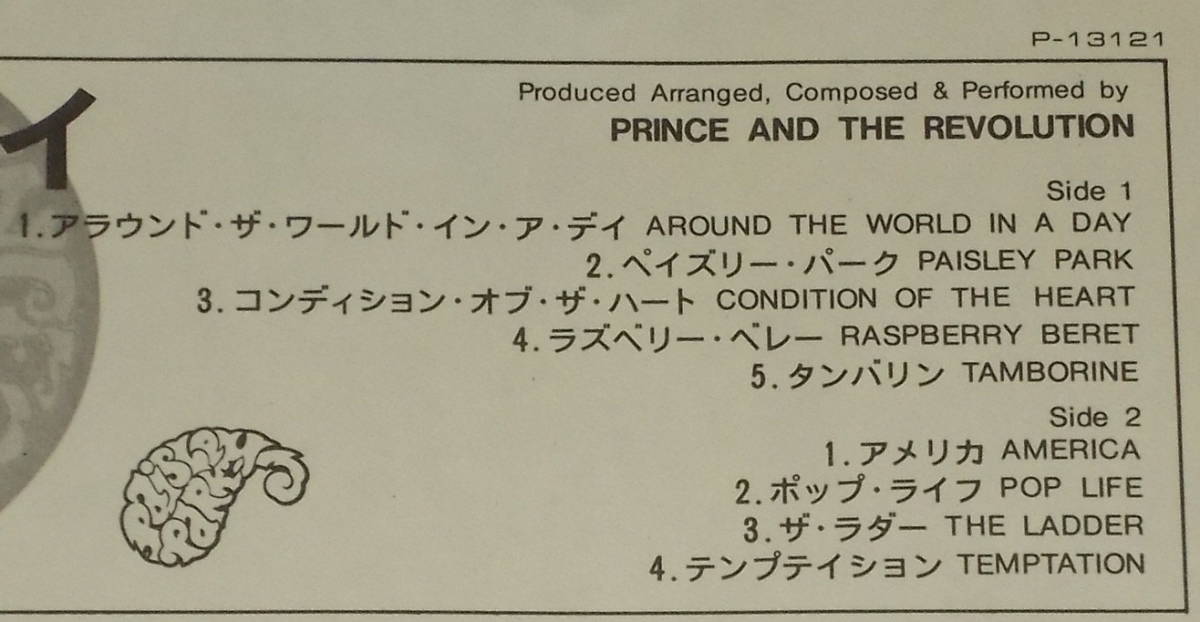 P-13121
イ
Produced Arranged, Composed & Performed by
PRINCE AND THE REVOLUTION
Side 1
1.アラウンド・ザ・ワールド・イン・ア・デイ AROUND THE WORLD IN A DAY
2.ペイズリー・パーク PAISLEY PARK
3.コンディション・オブ・ザ・ハート CONDITION OF THE HEART
4.ラズベリー・ベレー RASPBERRY BERET
5.タンバリン TAMBORINE
Side 2
1.アメリカ AMERICA
2.ポップ・ライフ POP LIFE
3.ザ・ラダー THE LADDER
4.テンプテイション TEMPTATION
PAISLEY
PARK